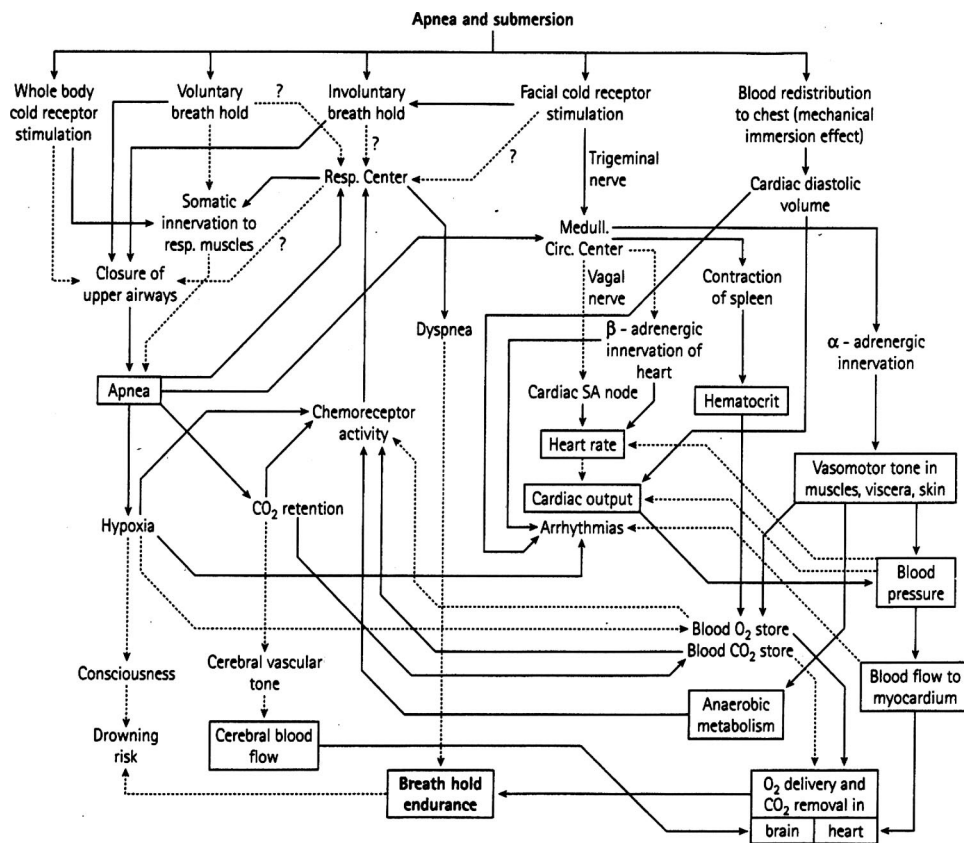 Apnea and submersion
Whole body
cold receptor
stimulation
Voluntary
breath hold
?
Involuntary
breath hold
?
Facial cold receptor
stimulation
?
Blood redistribution
to chest (mechanical
immersion effect)
Trigeminal
nerve
Resp. Center
Cardiac diastolic
volume
Somatic
innervation to
resp. muscles
?
Medull.
Circ. Center
Closure of
upper airways
Vagal
nerve
Contraction
of spleen
Dyspnea
β - adrenergic
innervation of
heart
α - adrenergic
innervation
Apnea
Cardiac SA node
Hematocrit
Chemoreceptor
activity
Heart rate
Vasomotor tone in
muscles, viscera, skin
CO2 retention
Cardiac output
Hypoxia
Arrhythmias
Blood
pressure
Blood O2 store
Blood CO2 store
Consciousness
Cerebral vascular
tone
Blood flow to
myocardium
Anaerobic
metabolism
Drowning
risk
Cerebral blood
flow
Breath hold
endurance
O2 delivery and
CO2 removal in
brain
heart